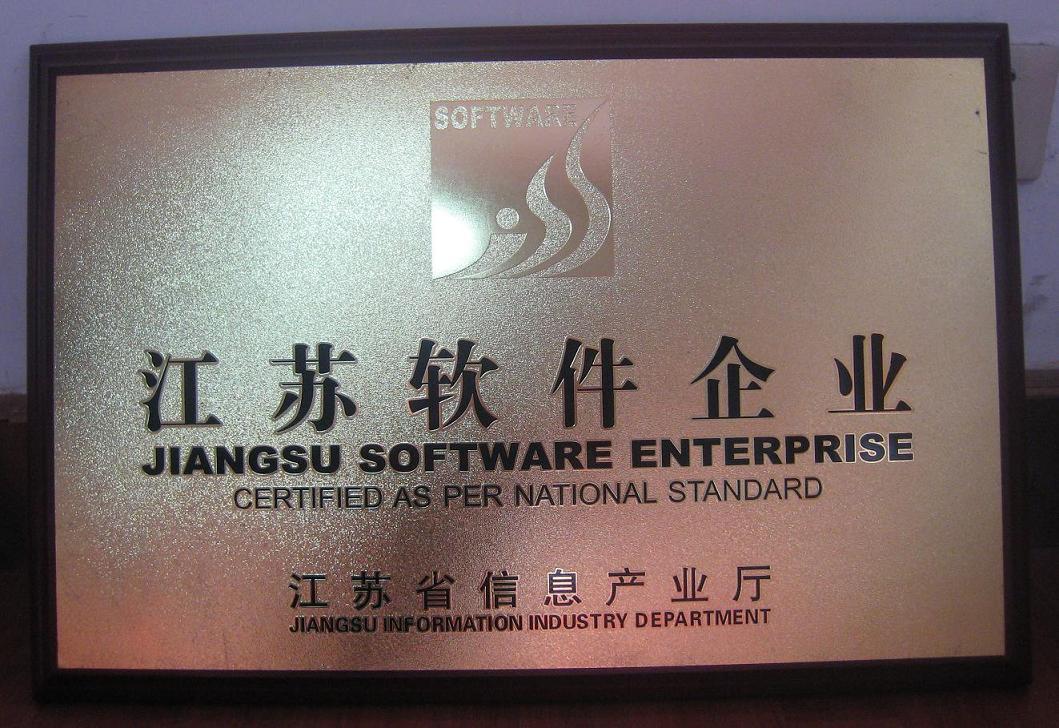 SOFTWARE
江苏软件企业
JIANGSU SOFTWARE ENTERPRISE
CERTIFIED AS PER NATIONAL STANDARD
江苏省信息产业厅
JIANGSU INFORMATION INDUSTRY DEPARTMENT